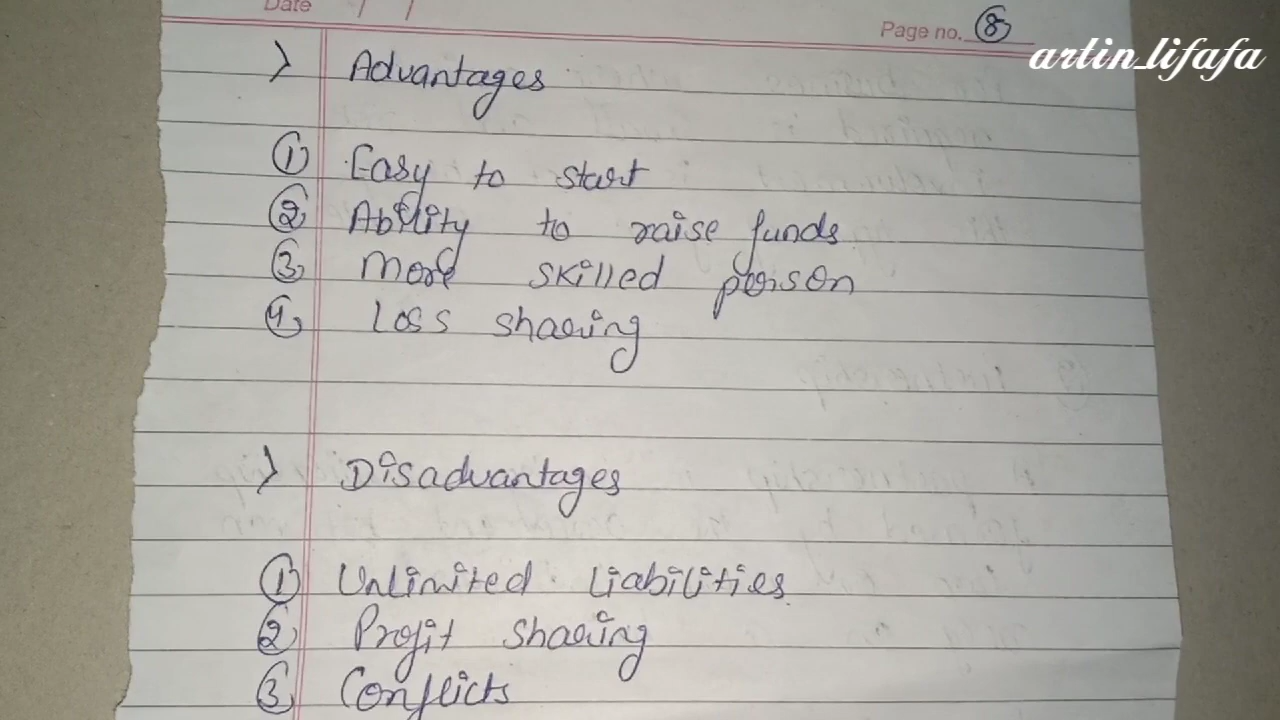 Date / /
Page no. 8
artin_lifafa
> Advantages
① Easy to start
② Ability to raise funds
③ More skilled person
④ Loss sharing
> Disadvantages
① Unlimited liabilities
② Profit sharing
③ Conflicts